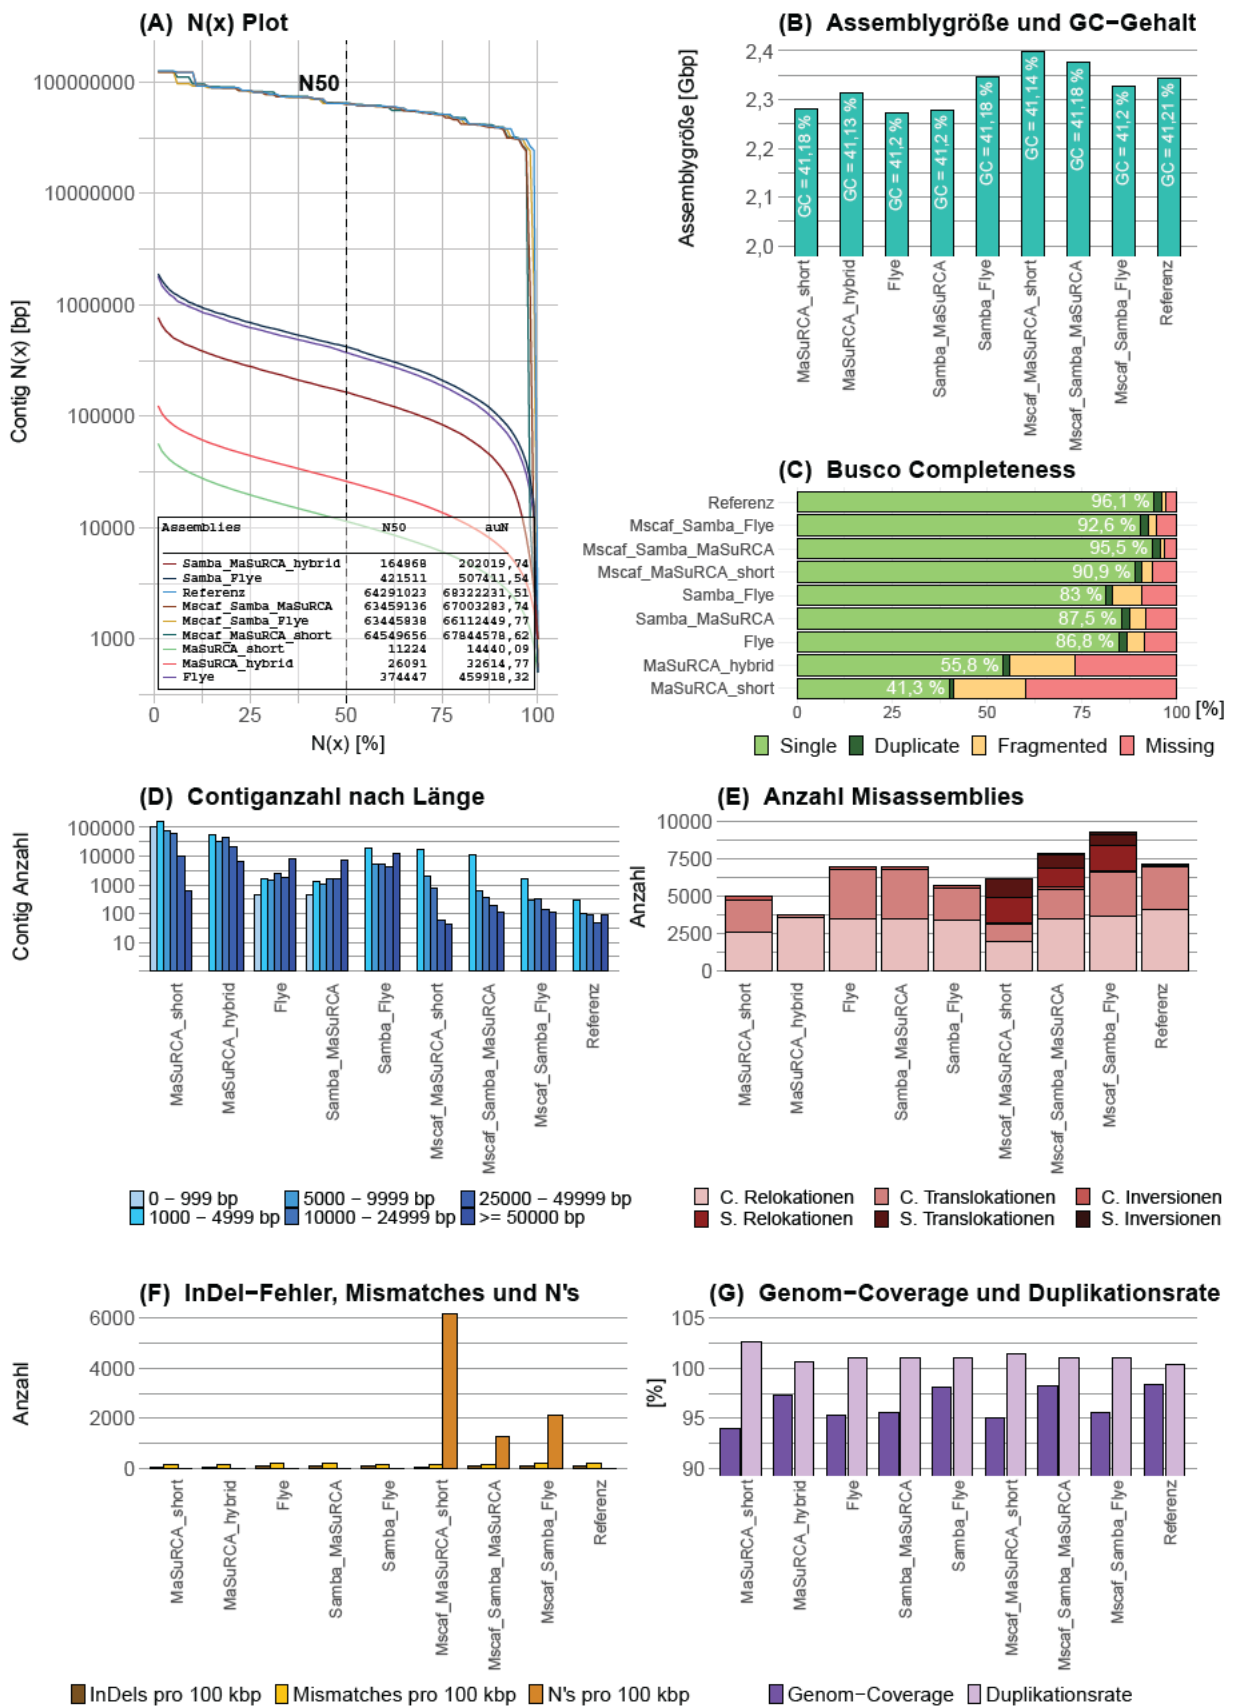 (A) N(x) Plot
N50
100000000
10000000
1000000
100000
10000
1000
Contig N(x) [bp]
Assemblies N50 auN
Samba_MaSuRCA_hybrid 164868 202019,74
Samba_Flye 421511 507411,54
Referenz 64291023 68322231,51
Mscaf_Samba_MaSuRCA 63459136 67003283,74
Mscaf_Samba_Flye 63445838 66112449,77
Mscaf_MaSuRCA_short 64549656 67844578,62
MaSuRCA_short 11224 14440,09
MaSuRCA_hybrid 26091 32614,77
Flye 374447 459918,32
0 25 50 75 100
N(x) [%]
(B) Assemblygröße und GC-Gehalt
Assemblygröße [Gbp]
2,4
2,3
2,2
2,1
2,0
GC = 41,18 %
GC = 41,13 %
GC = 41,2 %
GC = 41,2 %
GC = 41,18 %
GC = 41,14 %
GC = 41,18 %
GC = 41,2 %
GC = 41,21 %
MaSuRCA_short
MaSuRCA_hybrid
Flye
Samba_MaSuRCA
Samba_Flye
Mscaf_MaSuRCA_short
Mscaf_Samba_MaSuRCA
Mscaf_Samba_Flye
Referenz
(C) Busco Completeness
Referenz 96,1 %
Mscaf_Samba_Flye 92,6 %
Mscaf_Samba_MaSuRCA 95,5 %
Mscaf_MaSuRCA_short 90,9 %
Samba_Flye 83 %
Samba_MaSuRCA 87,5 %
Flye 86,8 %
MaSuRCA_hybrid 55,8 %
MaSuRCA_short 41,3 %
0 25 50 75 100 [%]
Single Duplicate Fragmented Missing
(D) Contiganzahl nach Länge
Contig Anzahl
100000
10000
1000
100
10
MaSuRCA_short
MaSuRCA_hybrid
Flye
Samba_MaSuRCA
Samba_Flye
Mscaf_MaSuRCA_short
Mscaf_Samba_MaSuRCA
Mscaf_Samba_Flye
Referenz
0 - 999 bp 5000 - 9999 bp 25000 - 49999 bp
1000 - 4999 bp 10000 - 24999 bp >= 50000 bp
(E) Anzahl Misassemblies
Anzahl
10000
7500
5000
2500
0
MaSuRCA_short
MaSuRCA_hybrid
Flye
Samba_MaSuRCA
Samba_Flye
Mscaf_MaSuRCA_short
Mscaf_Samba_MaSuRCA
Mscaf_Samba_Flye
Referenz
C. Relokationen C. Translokationen C. Inversionen
S. Relokationen S. Translokationen S. Inversionen
(F) InDel-Fehler, Mismatches und N's
Anzahl
6000
4000
2000
0
MaSuRCA_short
MaSuRCA_hybrid
Flye
Samba_MaSuRCA
Samba_Flye
Mscaf_MaSuRCA_short
Mscaf_Samba_MaSuRCA
Mscaf_Samba_Flye
Referenz
InDels pro 100 kbp Mismatches pro 100 kbp N's pro 100 kbp
(G) Genom-Coverage und Duplikationsrate
[%]
105
100
95
90
MaSuRCA_short
MaSuRCA_hybrid
Flye
Samba_MaSuRCA
Samba_Flye
Mscaf_MaSuRCA_short
Mscaf_Samba_MaSuRCA
Mscaf_Samba_Flye
Referenz
Genom-Coverage Duplikationsrate